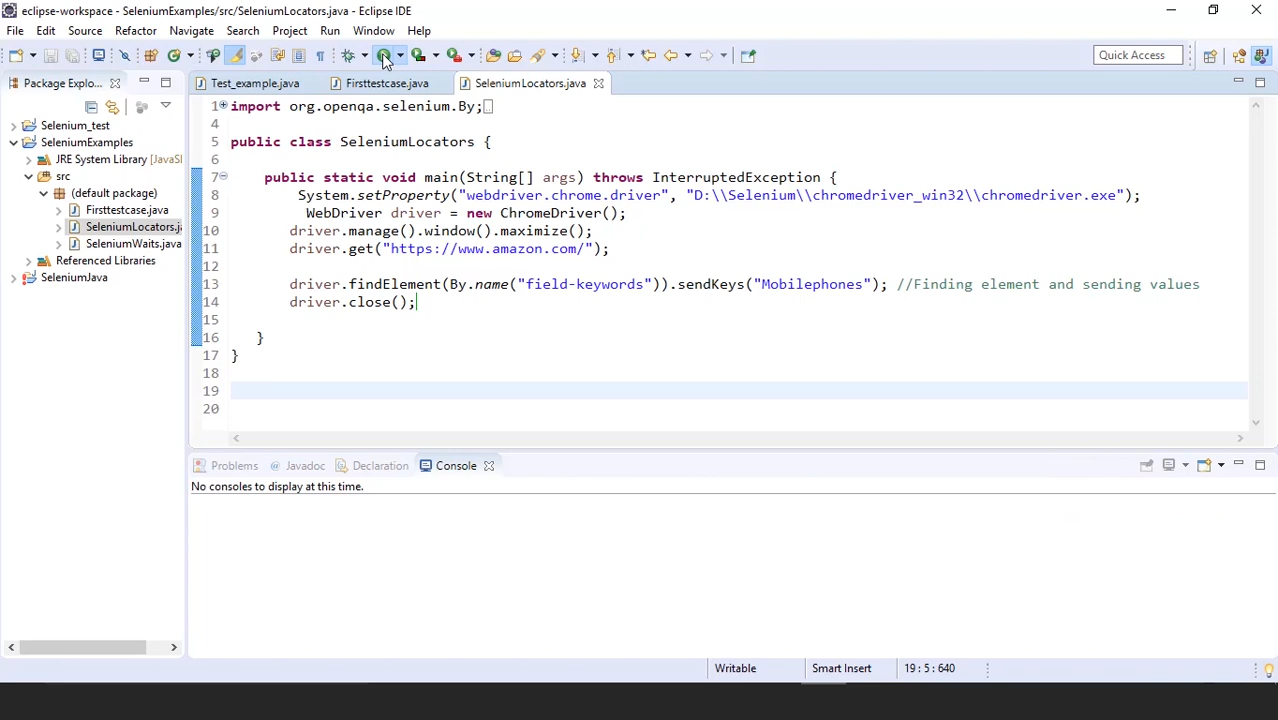 eclipse-workspace - SeleniumExamples/src/SeleniumLocators.java - Eclipse IDE
File Edit Source Refactor Navigate Search Project Run Window Help
Quick Access
Package Explo...
Test_example.java Firsttestcase.java SeleniumLocators.java
Selenium_test
SeleniumExamples
JRE System Library [JavaS
src
(default package)
Firsttestcase.java
SeleniumLocators.j
SeleniumWaits.java
Referenced Libraries
SeleniumJava
1 import org.openqa.selenium.By;
4
5 public class SeleniumLocators {
6
7 public static void main(String[] args) throws InterruptedException {
8 System.setProperty("webdriver.chrome.driver", "D:\\Selenium\\chromedriver_win32\\chromedriver.exe");
9 WebDriver driver = new ChromeDriver();
10 driver.manage().window().maximize();
11 driver.get("https://www.amazon.com/");
12
13 driver.findElement(By.name("field-keywords")).sendKeys("Mobilephones"); //Finding element and sending values
14 driver.close();
15
16 }
17 }
18
19
20
Problems @ Javadoc Declaration Console
No consoles to display at this time.
Writable Smart Insert 19 : 5 : 640